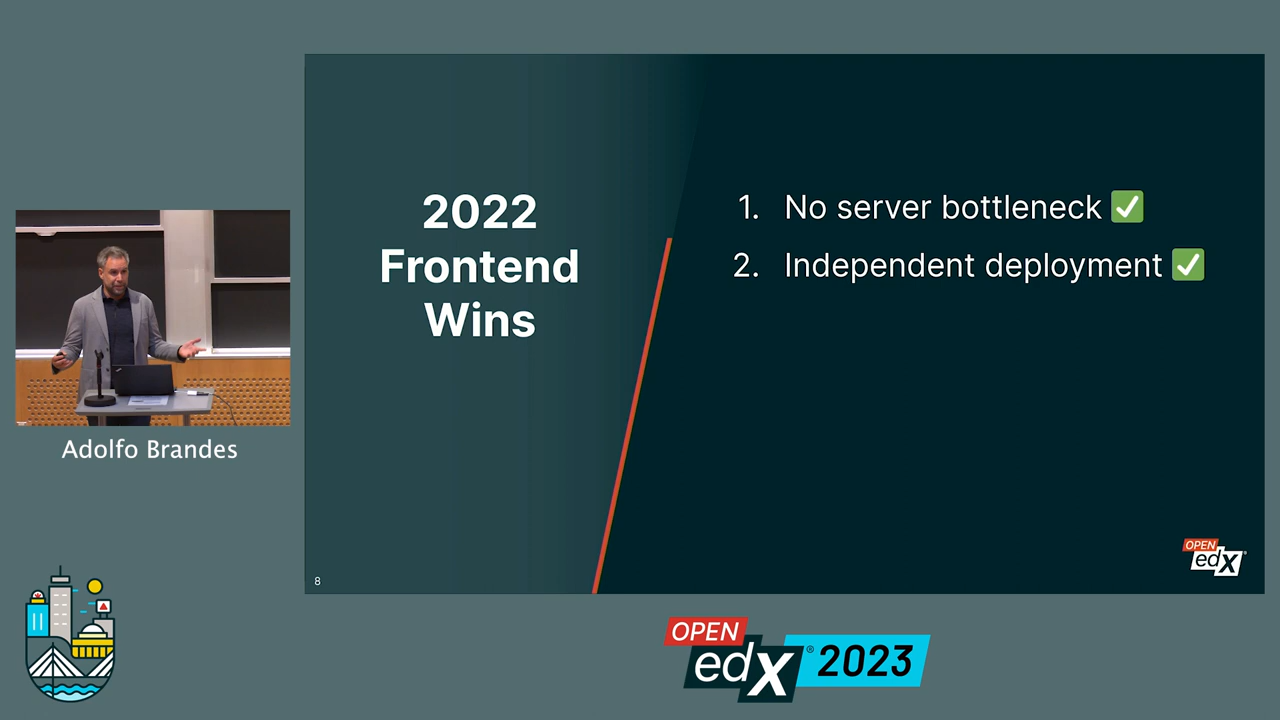 2022
Frontend
Wins
1. No server bottleneck ✅
2. Independent deployment ✅
Adolfo Brandes
8
OPEN
edX®
OPEN
edX® 2023